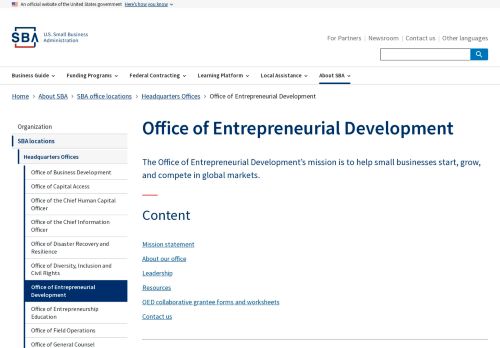 An official website of the United States government Here's how you know
SBA U.S. Small Business
Administration
For Partners Newsroom Contact us Other languages
Business Guide Funding Programs Federal Contracting Learning Platform Local Assistance About SBA
Home › About SBA › SBA office locations › Headquarters Offices › Office of Entrepreneurial Development
Organization
SBA locations
Headquarters Offices
Office of Business Development
Office of Capital Access
Office of the Chief Human Capital
Officer
Office of the Chief Information
Officer
Office of Disaster Recovery and
Resilience
Office of Diversity, Inclusion and
Civil Rights
Office of Entrepreneurial
Development
Office of Entrepreneurship
Education
Office of Field Operations
Office of General Counsel
Office of Entrepreneurial Development
The Office of Entrepreneurial Development's mission is to help small businesses start, grow,
and compete in global markets.
Content
Mission statement
About our office
Leadership
Resources
OED collaborative grantee forms and worksheets
Contact us